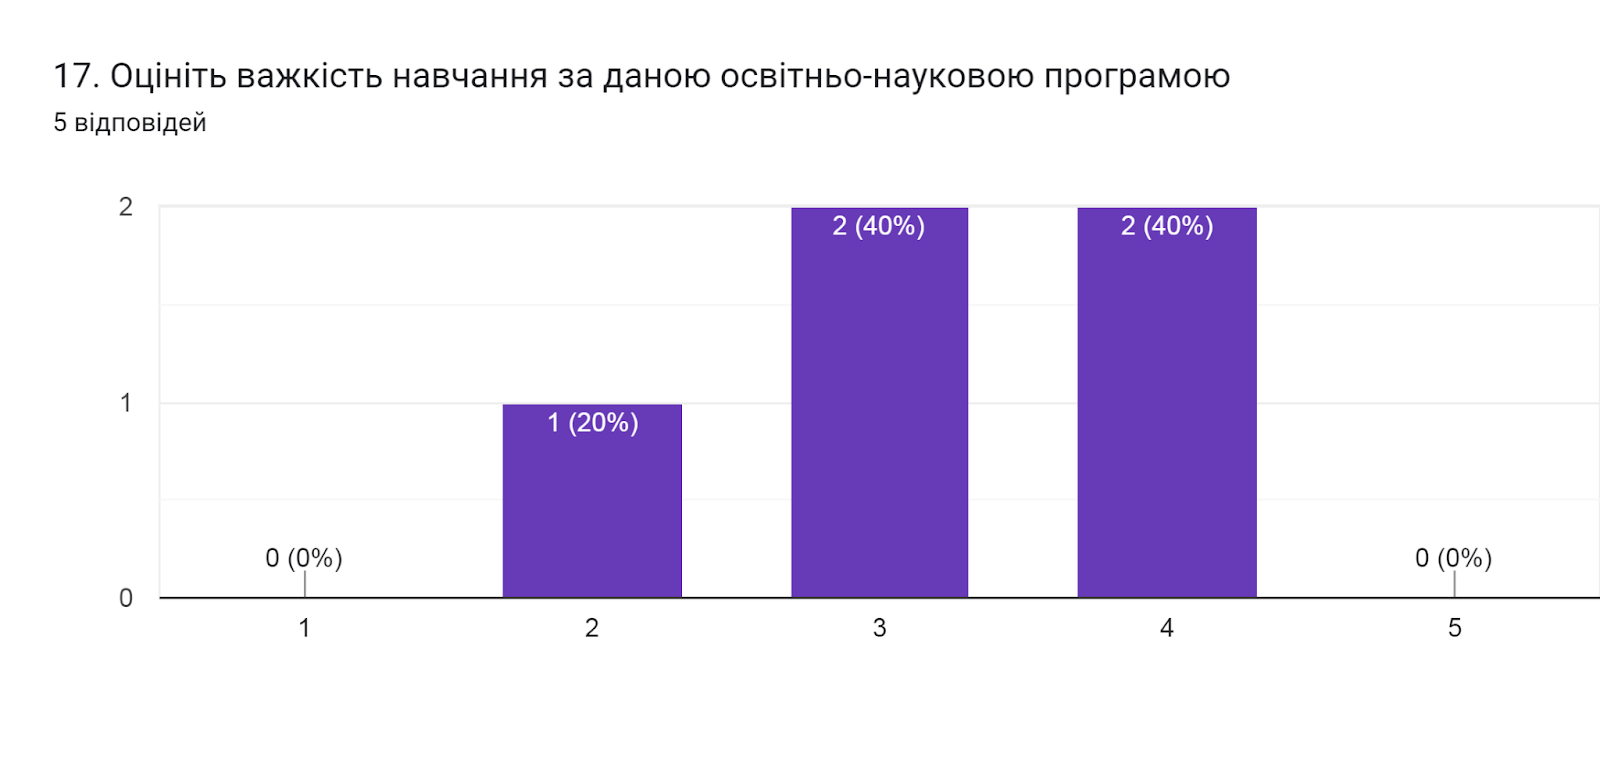 17. Оцініть важкість навчання за даною освітньо-науковою програмою
5 відповідей
2
1
0
0 (0%)
1 (20%)
2 (40%)
2 (40%)
0 (0%)
1 2 3 4 5